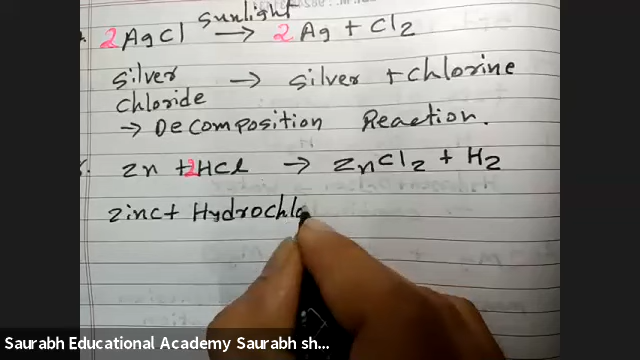 sunlight
2AgCl → 2Ag + Cl2
silver → silver + chlorine
chloride
→ Decomposition Reaction.
Zn + 2HCl → ZnCl2 + H2
Zinc + Hydrochlo
Saurabh Educational Academy Saurabh sh...